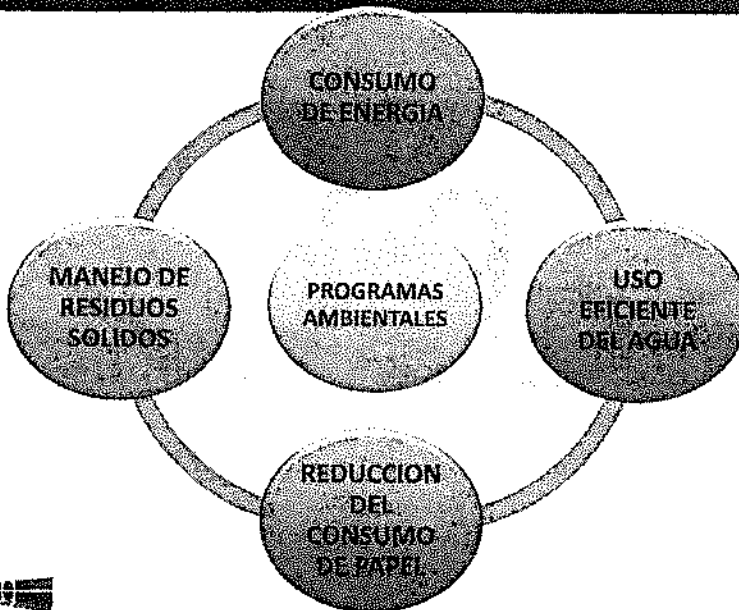 CONSUMO
DE ENERGIA
MANEJO DE
RESIDUOS
SOLIDOS
PROGRAMAS
AMBIENTALES
USO
EFICIENTE
DEL AGUA
REDUCCION
DEL
CONSUMO
DE PAPEL